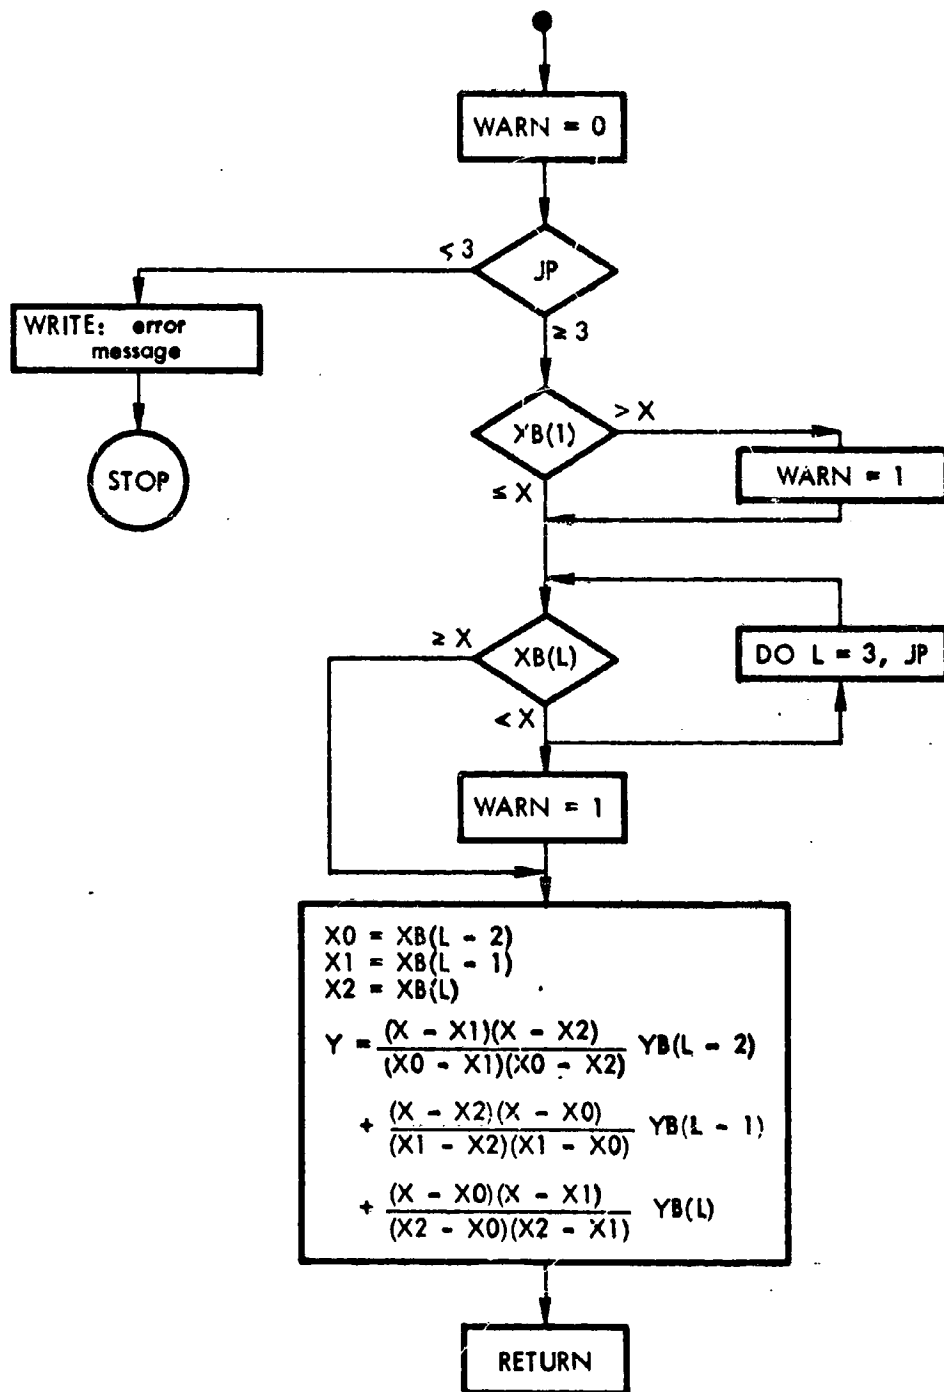 WARN = 0
≤ 3
JP
WRITE: error
message
≥ 3
STOP
XB(1)
> X
WARN = 1
≤ X
≥ X
XB(L)
DO L = 3, JP
< X
WARN = 1
X0 = XB(L - 2)
X1 = XB(L - 1)
X2 = XB(L)
Y = (X - X1)(X - X2) / (X0 - X1)(X0 - X2) YB(L - 2)
+ (X - X2)(X - X0) / (X1 - X2)(X1 - X0) YB(L - 1)
+ (X - X0)(X - X1) / (X2 - X0)(X2 - X1) YB(L)
RETURN